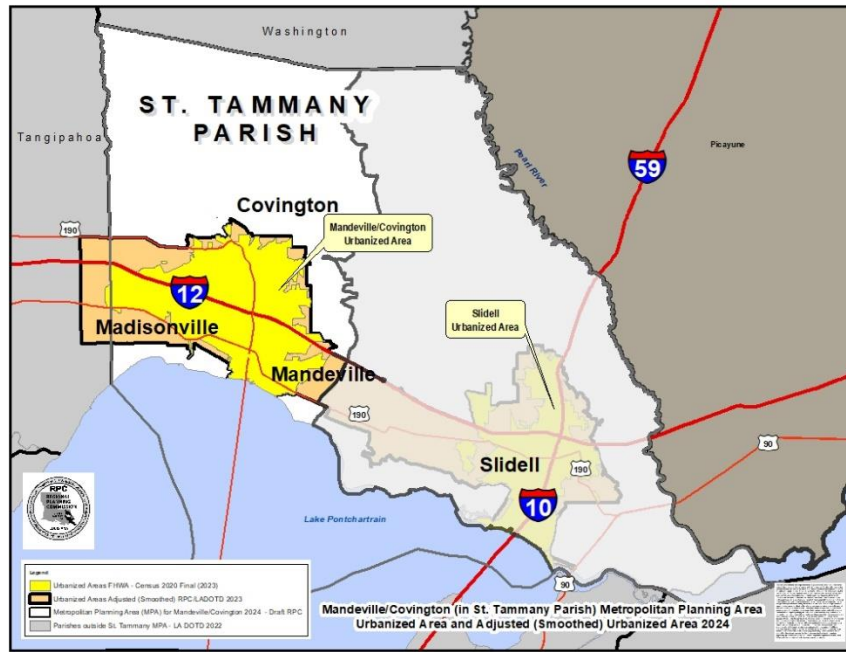 Washington
ST. TAMMANY
PARISH
Tangipahoa
Pearl River
59
Picayune
Covington
190
Mandeville/Covington
Urbanized Area
12
Slidell
Urbanized Area
Madisonville
Mandeville
190
90
Slidell
190
10
RPC
REGIONAL
PLANNING
COMMISSION
Lake Pontchartrain
90
Legend
Urbanized Areas FHWA - Census 2020 Final (2023)
Urbanized Areas Adjusted (Smoothed) RPC/LADOTD 2023
Metropolitan Planning Area (MPA) for Mandeville/Covington 2024 - Draft RPC
Parishes outside St. Tammany MPA - LA DOTD 2022
Mandeville/Covington (in St. Tammany Parish) Metropolitan Planning Area
Urbanized Area and Adjusted (Smoothed) Urbanized Area 2024